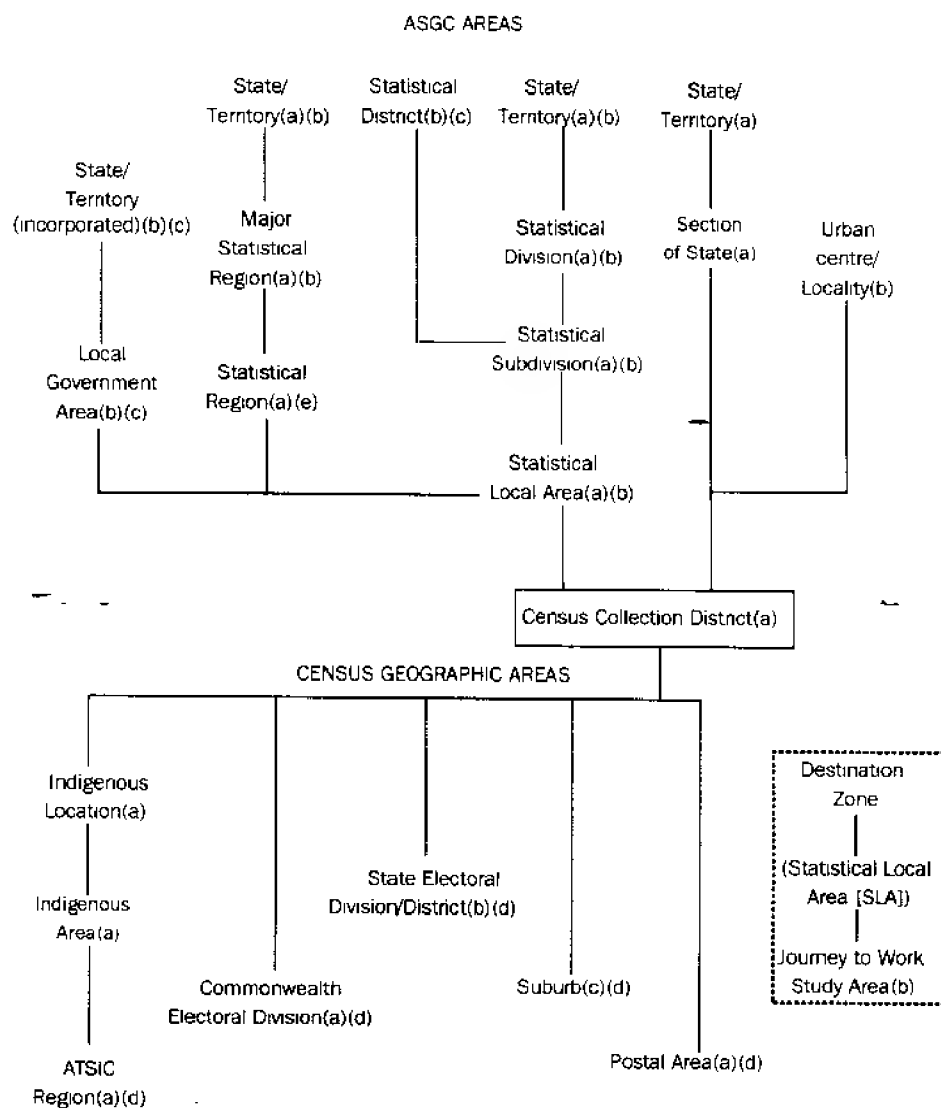 ASGC AREAS
State/
Territory(a)(b)
Statistical
District(b)(c)
State/
Territory(a)(b)
State/
Territory(a)
State/
Territory
(incorporated)(b)(c)
Major
Statistical
Region(a)(b)
Statistical
Division(a)(b)
Section
of State(a)
Urban
centre/
Locality(b)
Local
Government
Area(b)(c)
Statistical
Region(a)(e)
Statistical
Subdivision(a)(b)
Statistical
Local Area(a)(b)
Census Collection District(a)
CENSUS GEOGRAPHIC AREAS
Indigenous
Location(a)
Indigenous
Area(a)
ATSIC
Region(a)(d)
Commonwealth
Electoral Division(a)(d)
State Electoral
Division/District(b)(d)
Suburb(c)(d)
Postal Area(a)(d)
Destination
Zone
(Statistical Local
Area [SLA])
Journey to Work
Study Area(b)